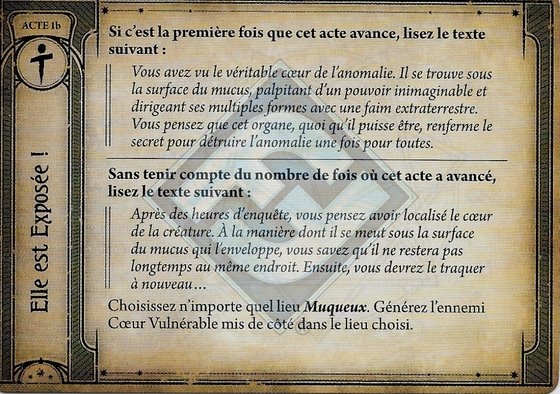 ACTE 1b
Elle est Exposée !
Si c'est la première fois que cet acte avance, lisez le texte
suivant :
Vous avez vu le véritable cœur de l'anomalie. Il se trouve sous
la surface du mucus, palpitant d'un pouvoir inimaginable et
dirigeant ses multiples formes avec une faim extraterrestre.
Vous pensez que cet organe, quoi qu'il puisse être, renferme le
secret pour détruire l'anomalie une fois pour toutes.
Sans tenir compte du nombre de fois où cet acte a avancé,
lisez le texte suivant :
Après des heures d'enquête, vous pensez avoir localisé le cœur
de la créature. À la manière dont il se meut sous la surface
du mucus qui l'enveloppe, vous savez qu'il ne restera pas
longtemps au même endroit. Ensuite, vous devrez le traquer
à nouveau…
Choisissez n'importe quel lieu Muqueux. Générez l'ennemi
Cœur Vulnérable mis de côté dans le lieu choisi.